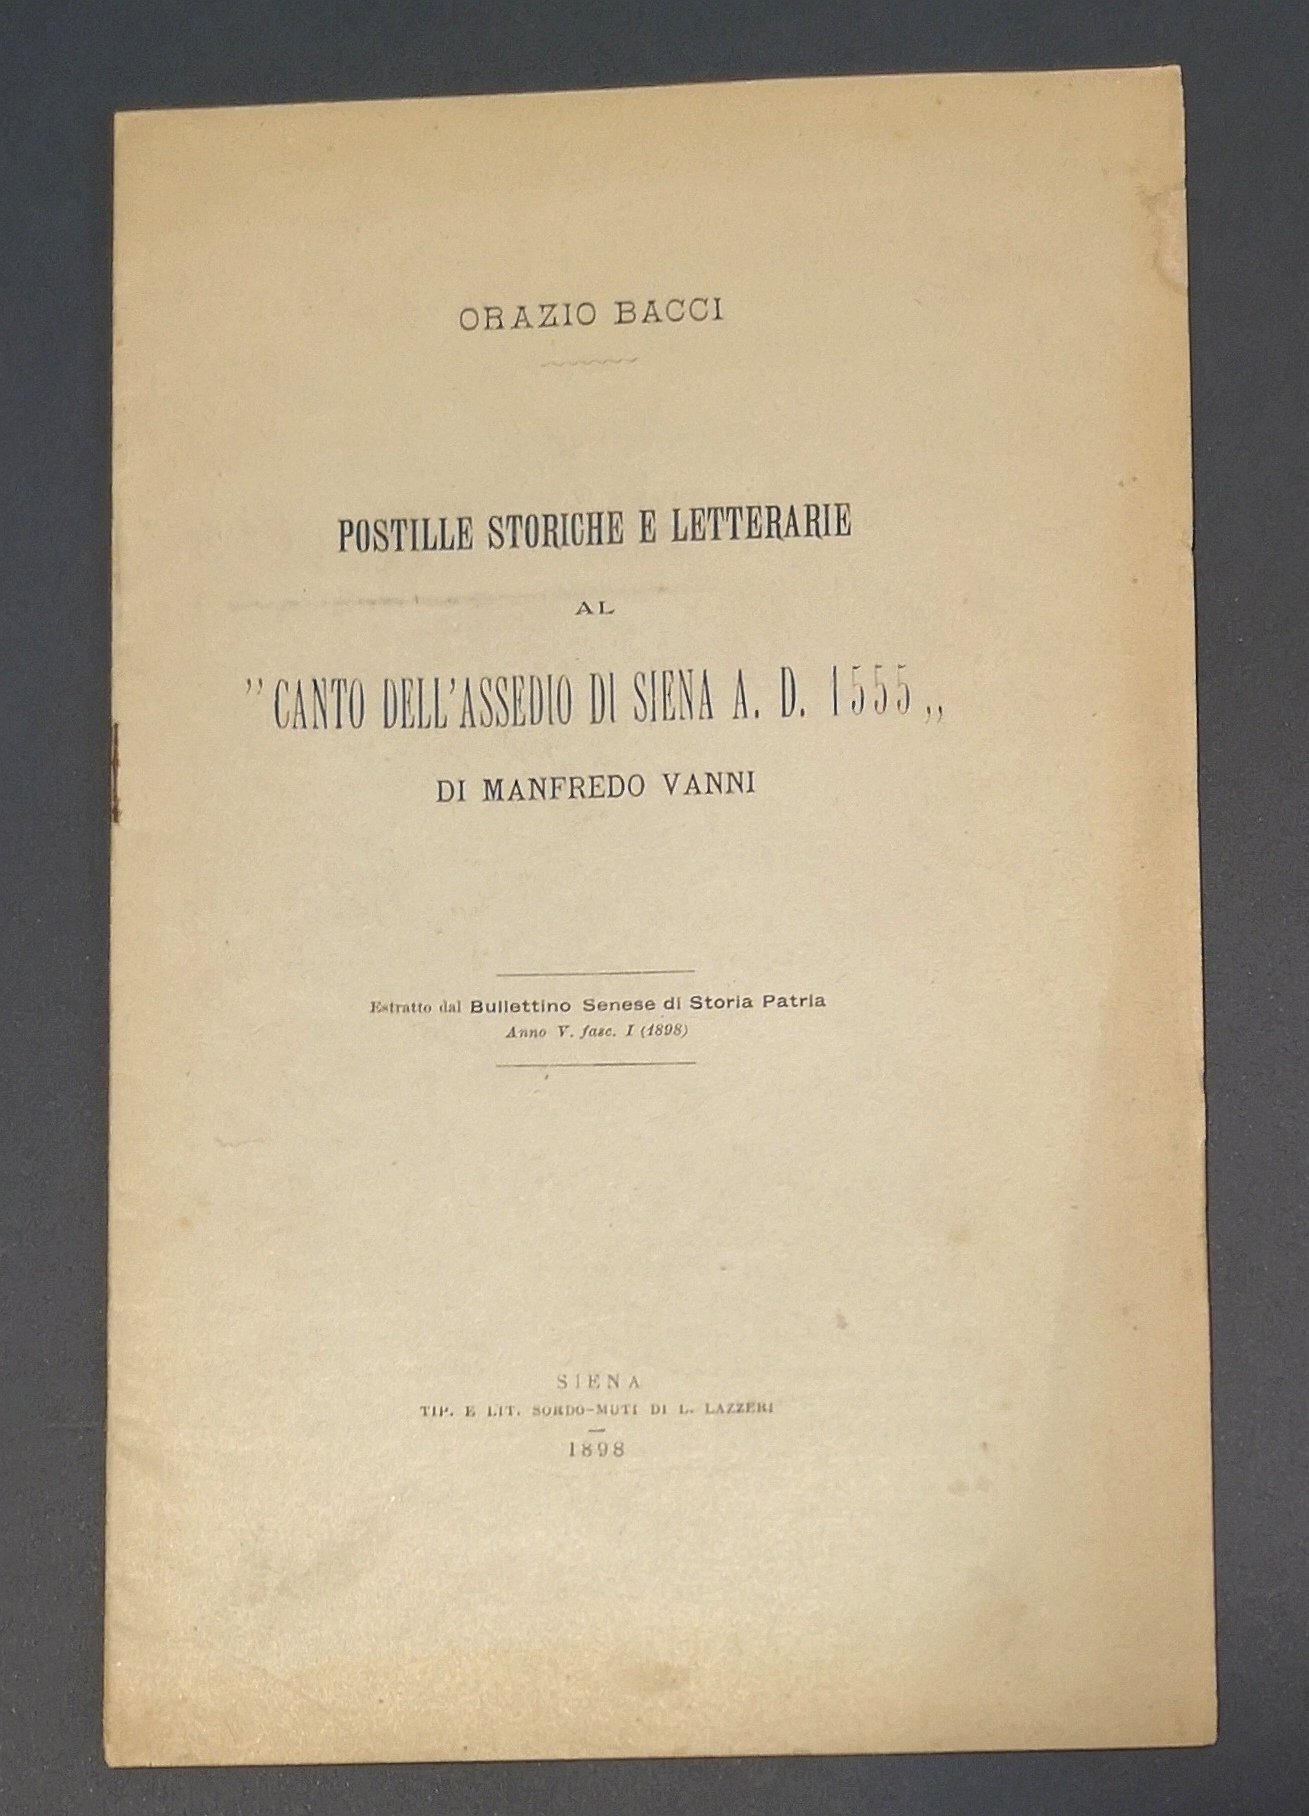 ORAZIO BACCI
POSTILLE STORICHE E LETTERARIE
AL
"CANTO DELL'ASSEDIO DI SIENA A. D. 1555„
DI MANFREDO VANNI
Estratto dal Bullettino Senese di Storia Patria
Anno V. fasc. I (1898)
SIENA
TIP. E LIT. SORDO-MUTI DI L. LAZZERI
1898